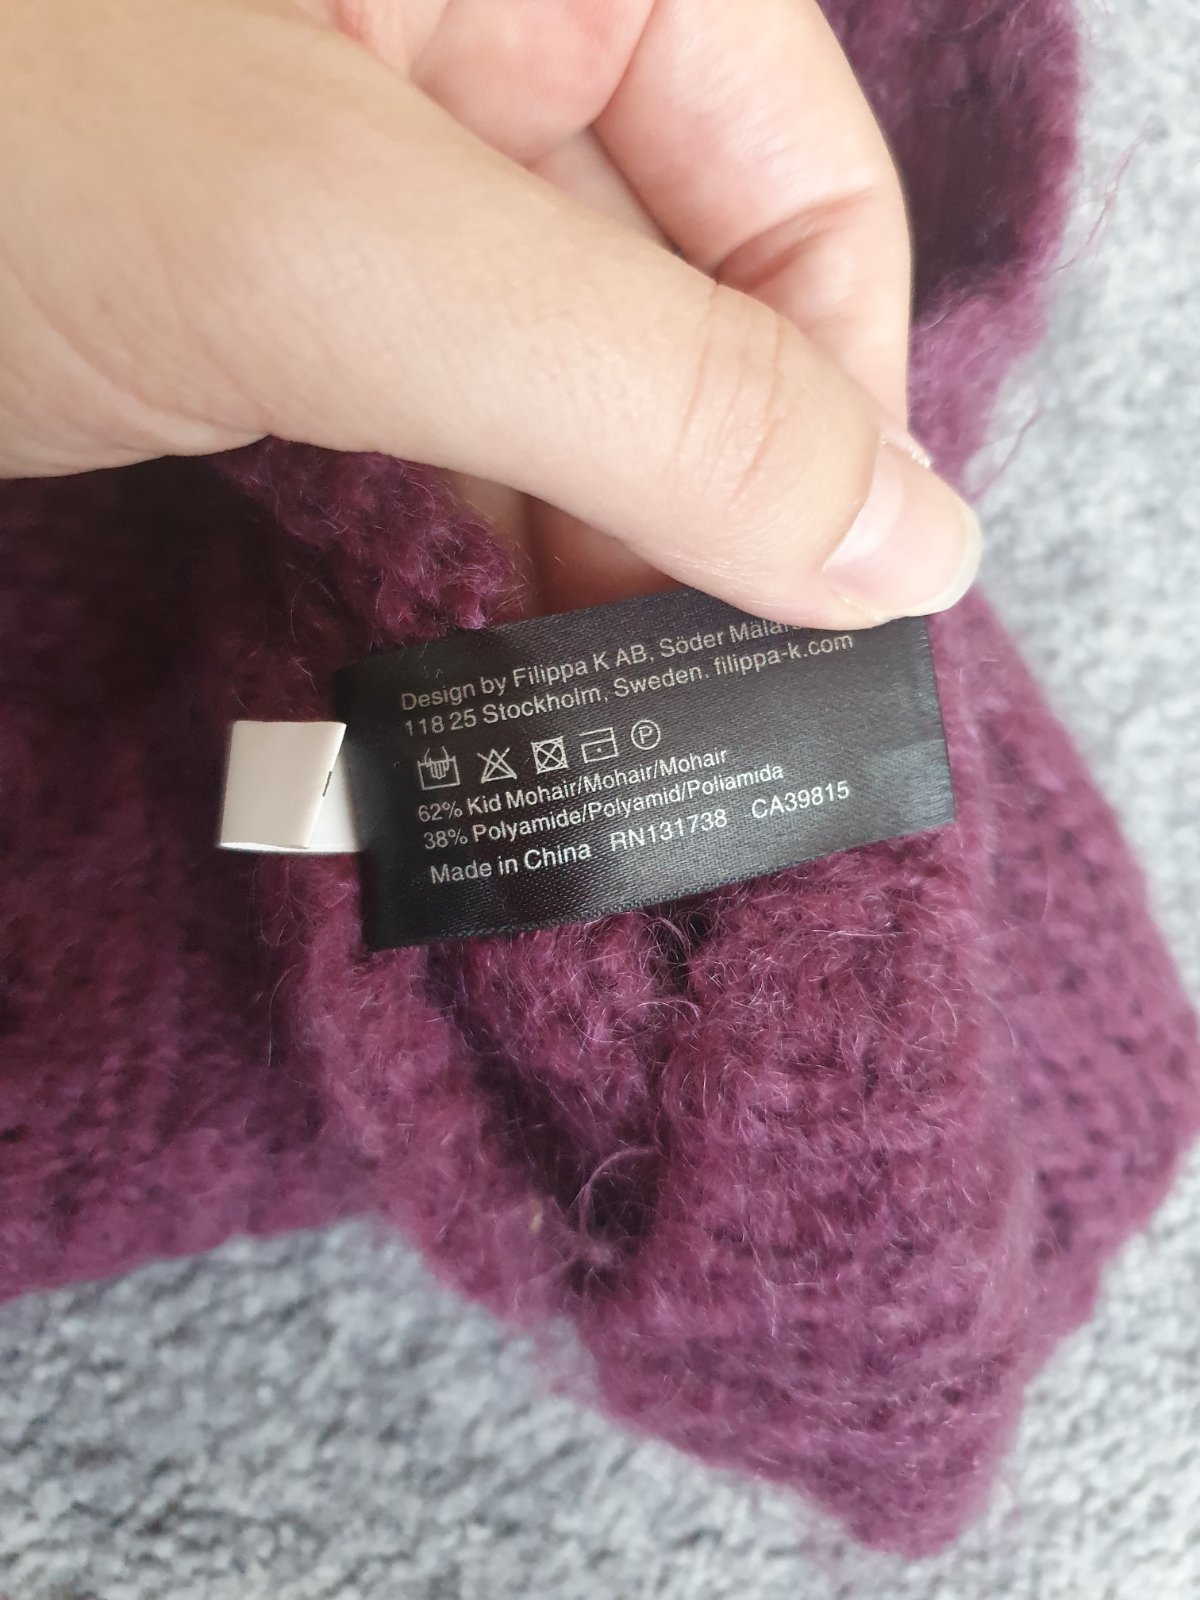 Design by Filippa K AB, Söder
118 25 Stockholm, Sweden. filippa-k.com
P
62% Kid Mohair/Mohair/Mohair
38% Polyamide/Polyamid/Poliamida
Made in China RN131738 CA39815